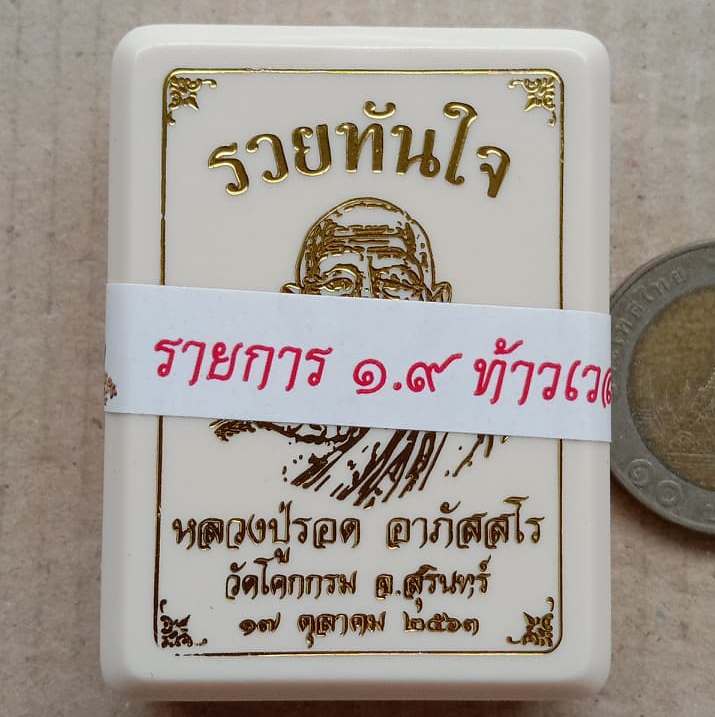 รวยทันใจ
รายการ ๑.๙ ท้าวเวส
หลวงปู่รอด อาภัสสโร
วัดโคกกรม จ.สุรินทร์
๑๗ ตุลาคม ๒๕๖๓
๑๐